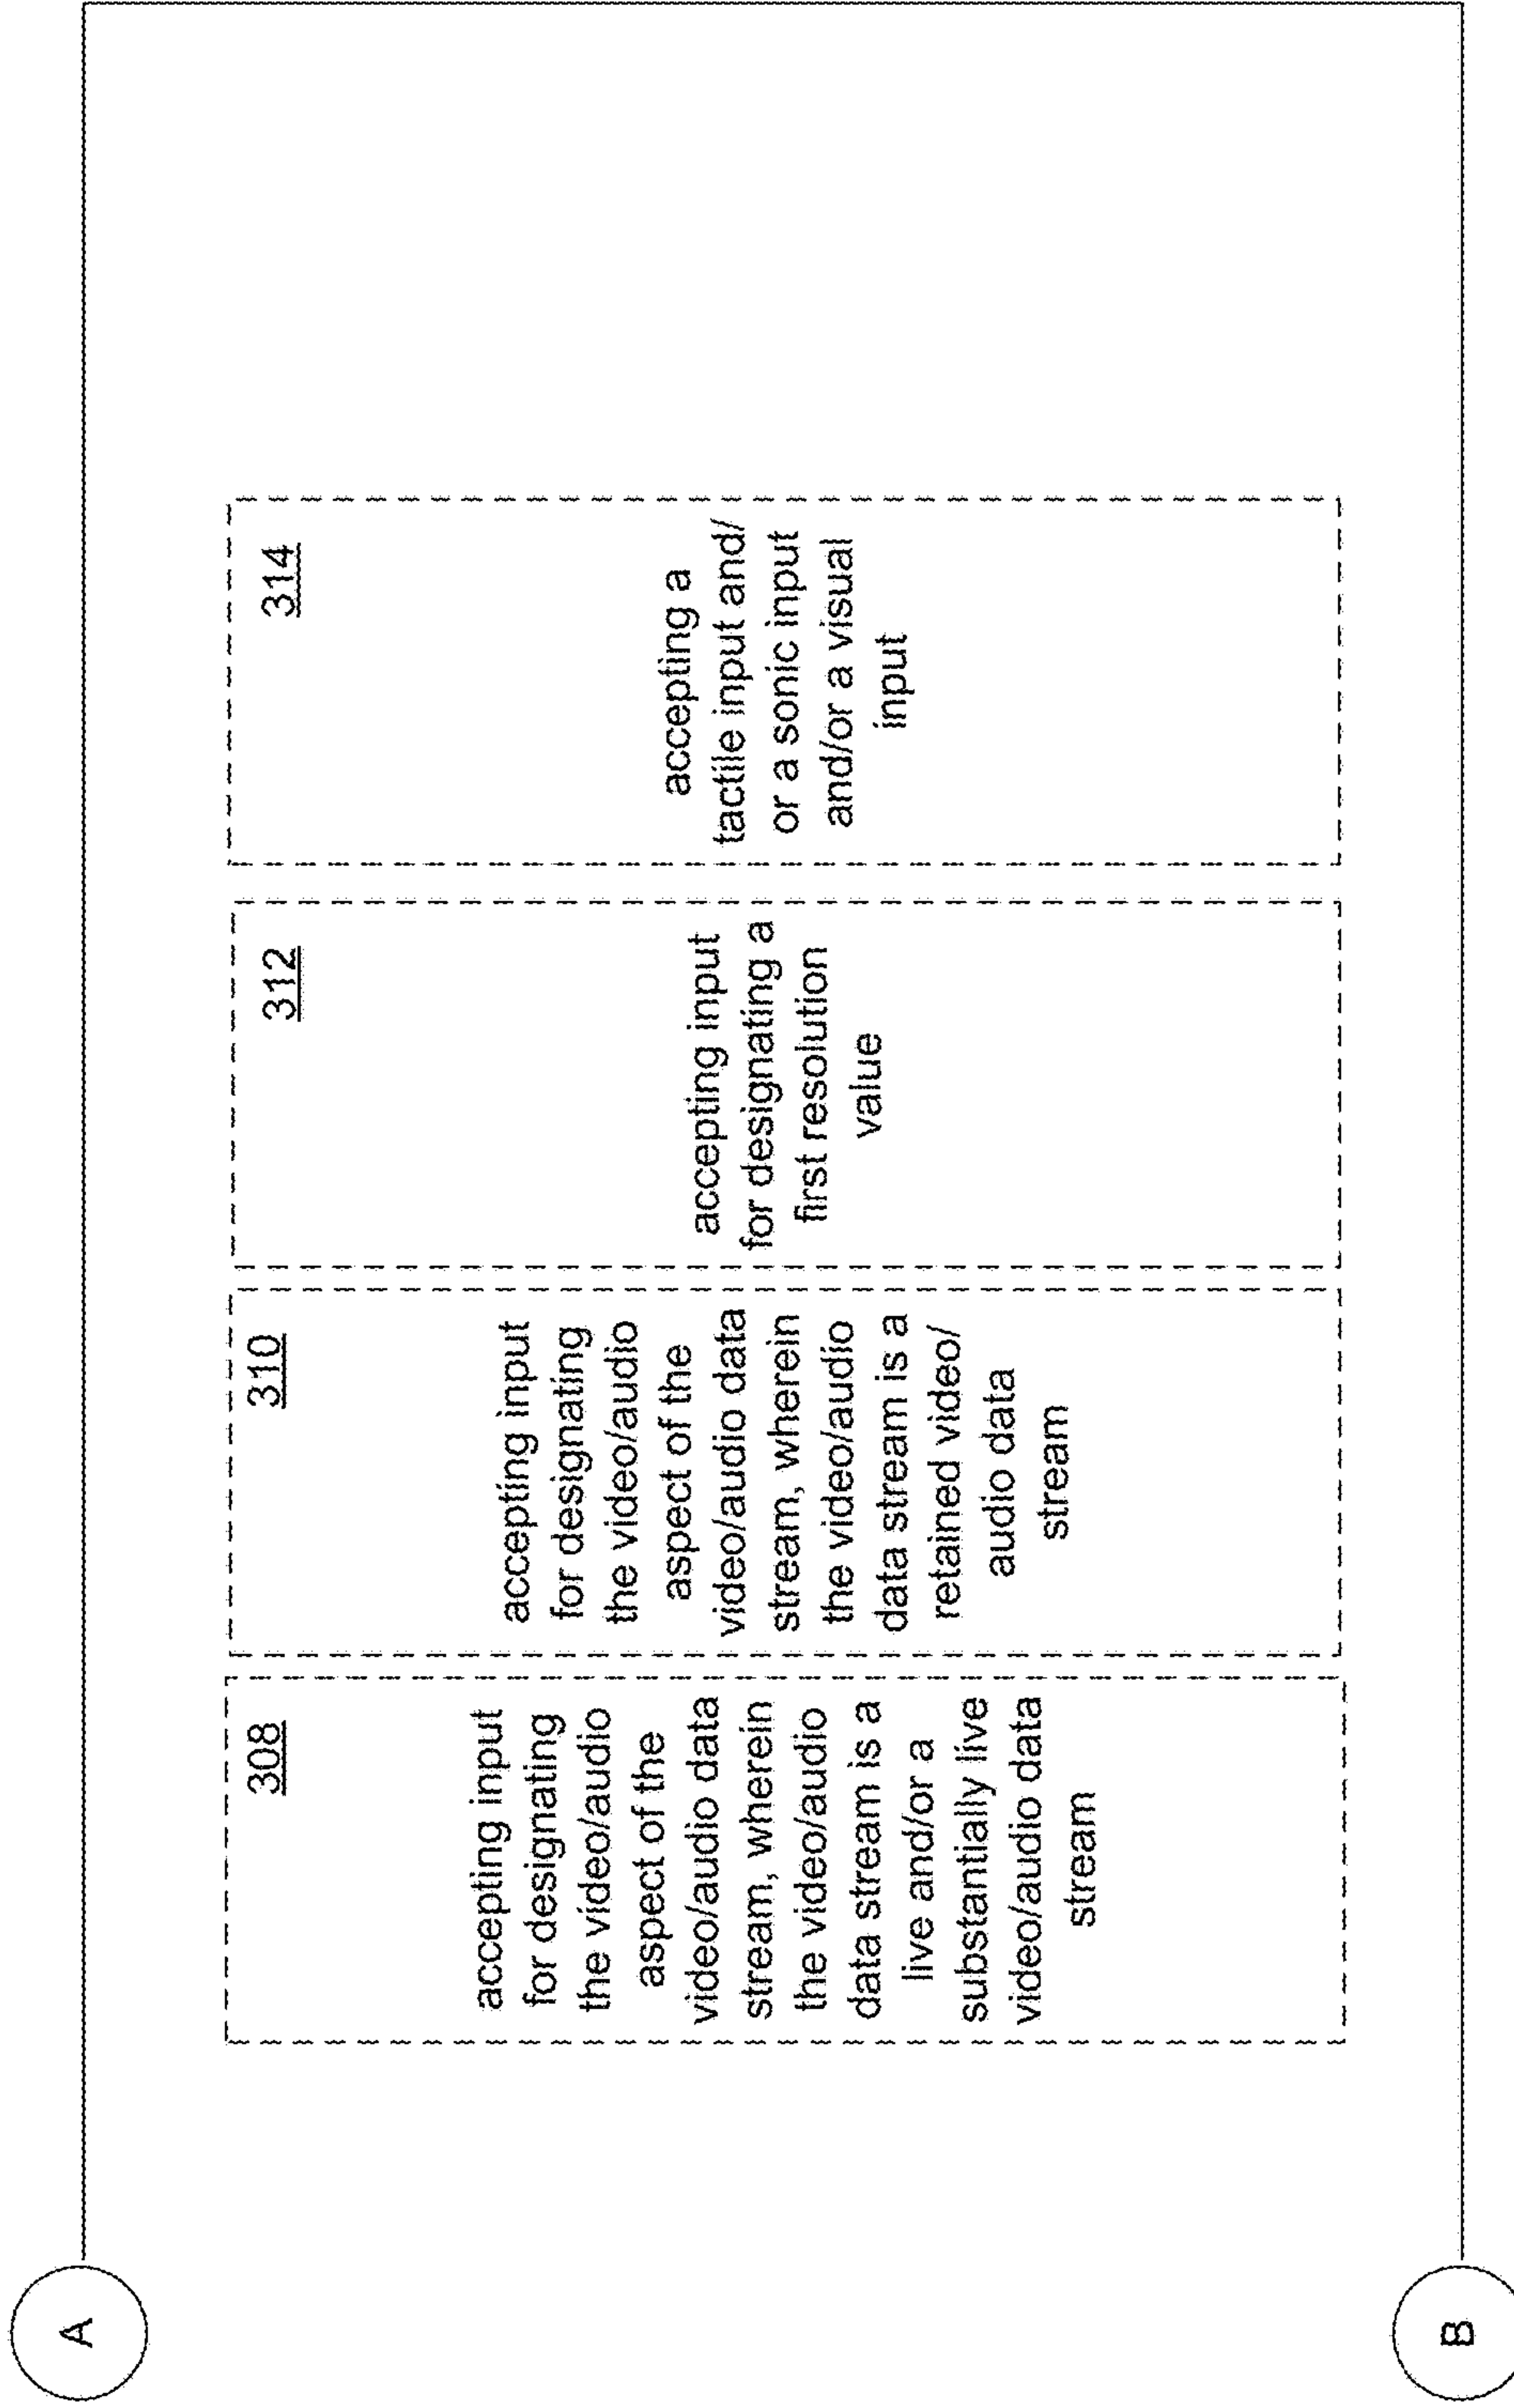 A
308
accepting input
for designating
the video/audio
aspect of the
video/audio data
stream, wherein
the video/audio
data stream is a
live and/or a
substantially live
video/audio data
stream
310
accepting input
for designating
the video/audio
aspect of the
video/audio data
stream, wherein
the video/audio
data stream is a
retained video/
audio data
stream
312
accepting input
for designating a
first resolution
value
314
accepting a
tactile input and/
or a sonic input
and/or a visual
input
B